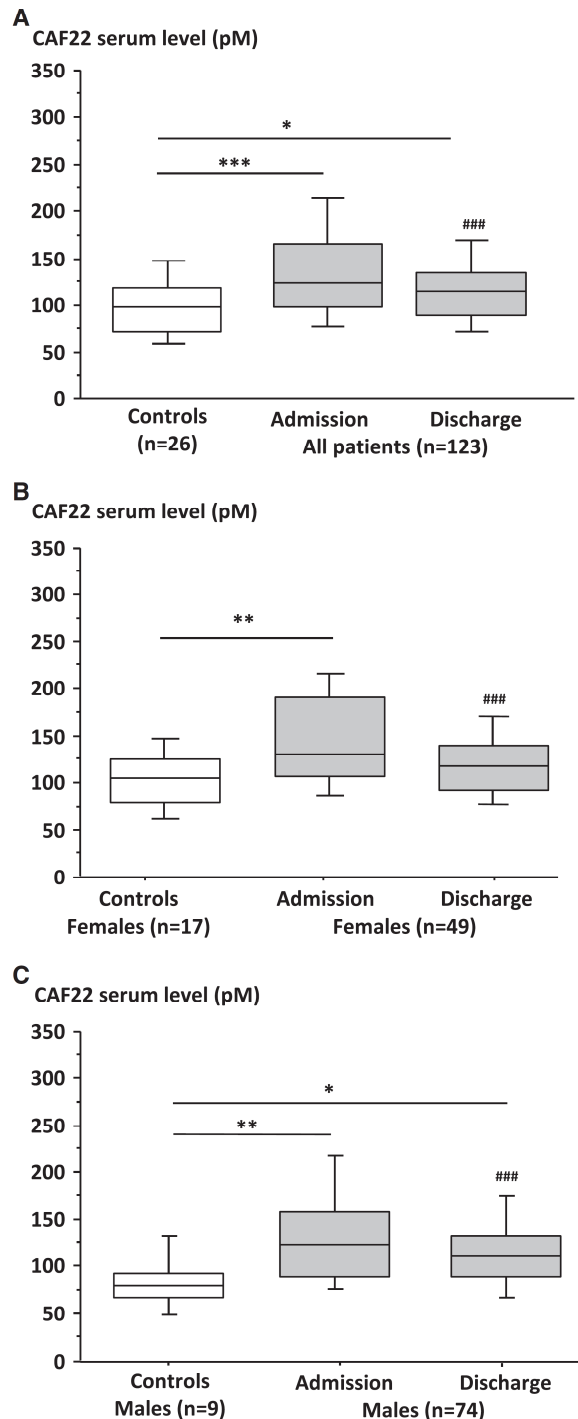 A
CAF22 serum level (pM)
350
300
250
200
150
100
50
0
*
***
###
Controls
(n=26)
Admission
Discharge
All patients (n=123)
B
CAF22 serum level (pM)
350
300
250
200
150
100
50
0
**
###
Controls
Females (n=17)
Admission
Discharge
Females (n=49)
C
CAF22 serum level (pM)
350
300
250
200
150
100
50
0
*
**
###
Controls
Males (n=9)
Admission
Discharge
Males (n=74)